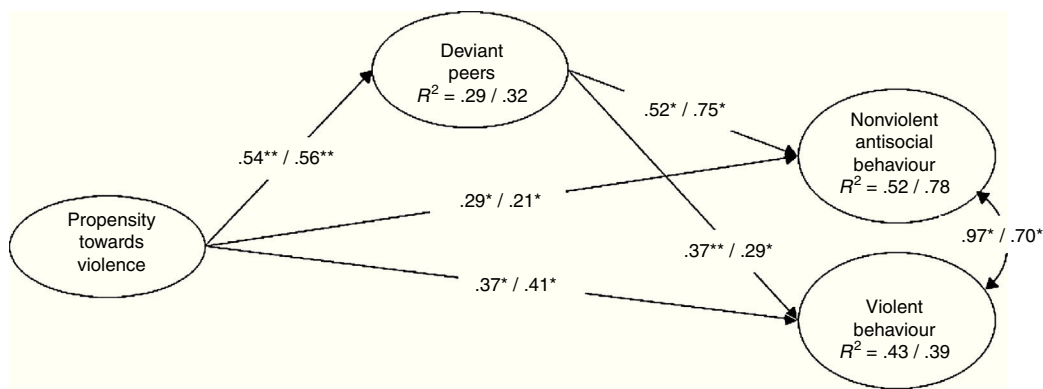 Deviant
peers
R² = .29 / .32
.52* / .75*
Nonviolent
antisocial
behaviour
R² = .52 / .78
.54** / .56**
.29* / .21*
Propensity
towards
violence
.37** / .29*
.97* / .70*
.37* / .41*
Violent
behaviour
R² = .43 / .39